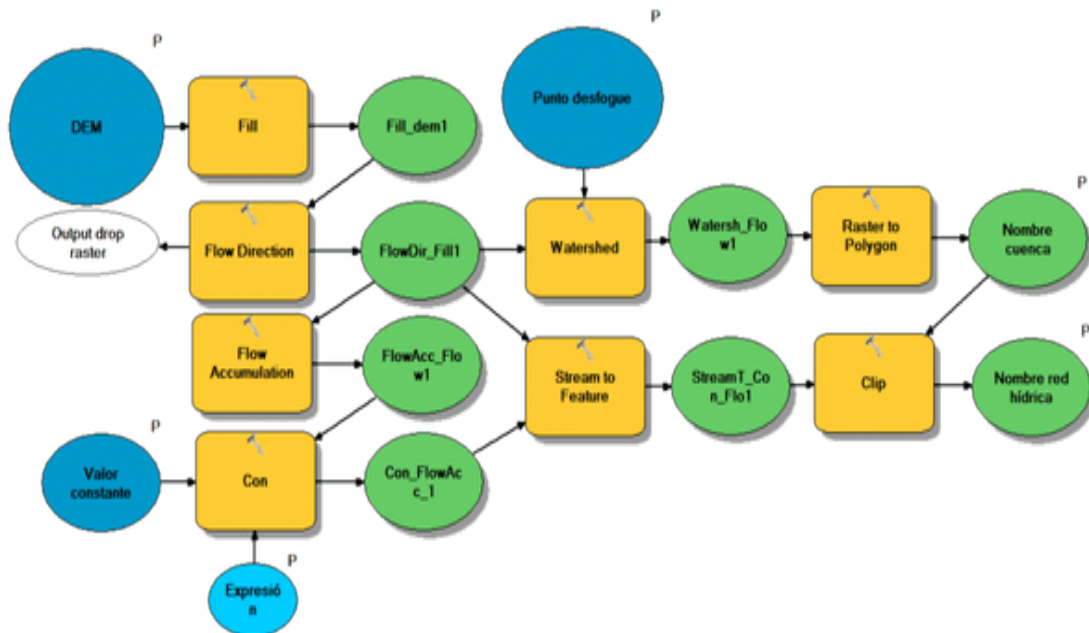 P
P
DEM
Fill
Fill_dem1
Punto desfogue
P
Output drop
raster
Flow Direction
FlowDir_Fill1
Watershed
Watersh_Flo
w1
Raster to
Polygon
Nombre
cuenca
Flow
Accumulation
FlowAcc_Flo
w1
Stream to
Feature
StreamT_Co
n_Flo1
Clip
P
Nombre red
hídrica
P
Valor
constante
Con
Con_FlowAc
c_1
P
Expresió
n